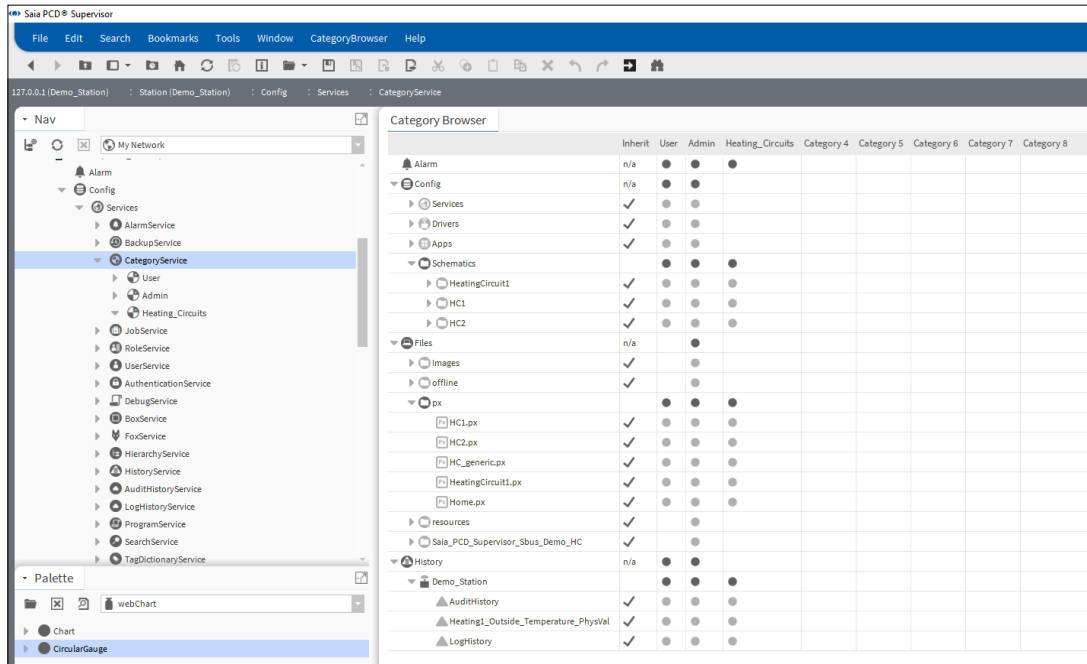 Saia PCD® Supervisor
File Edit Search Bookmarks Tools Window CategoryBrowser Help
127.0.0.1 (Demo_Station) : Station (Demo_Station) : Config : Services : CategoryService
Nav
My Network
Alarm
Config
Services
AlarmService
BackupService
CategoryService
User
Admin
Heating_Circuits
JobService
RoleService
UserService
AuthenticationService
DebugService
BoxService
FoxService
HierarchyService
HistoryService
AuditHistoryService
LogHistoryService
ProgramService
SearchService
TagDictionaryService
Palette
webChart
Chart
CircularGauge
Category Browser
Inherit User Admin Heating_Circuits Category 4 Category 5 Category 6 Category 7 Category 8
Alarm n/a
Config n/a
Services
Drivers
Apps
Schematics
HeatingCircuit1
HC1
HC2
Files n/a
Images
offline
px
Px HC1.px
Px HC2.px
Px HC_generic.px
Px HeatingCircuit1.px
Px Home.px
resources
Saia_PCD_Supervisor_Sbus_Demo_HC
History n/a
Demo_Station
AuditHistory
Heating1_Outside_Temperature_PhysVal
LogHistory